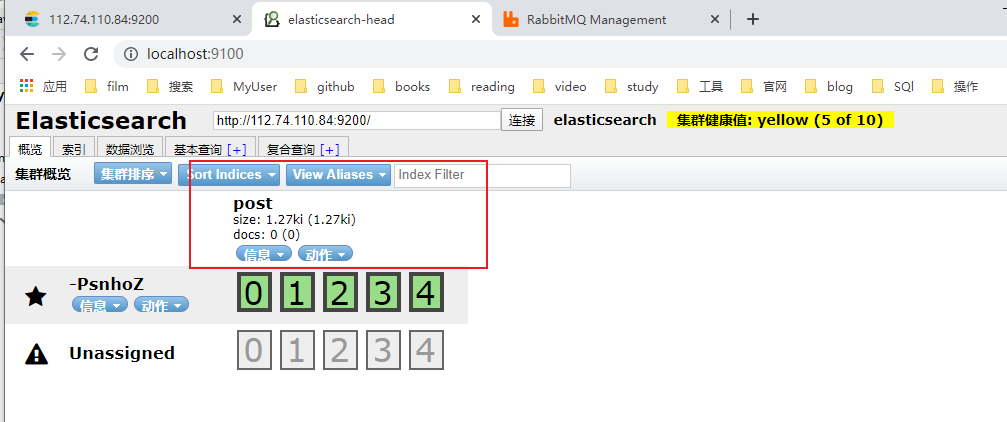 112.74.110.84:9200 elasticsearch-head RabbitMQ Management
localhost:9100
应用 film 搜索 MyUser github books reading video study 工具 官网 blog SQl 操作
Elasticsearch http://112.74.110.84:9200/ 连接 elasticsearch 集群健康值: yellow (5 of 10)
概览 索引 数据浏览 基本查询 [+] 复合查询 [+]
集群概览 集群排序 Sort Indices View Aliases Index Filter
post
size: 1.27ki (1.27ki)
docs: 0 (0)
信息 动作
-PsnhoZ 0 1 2 3 4
信息 动作
Unassigned 0 1 2 3 4